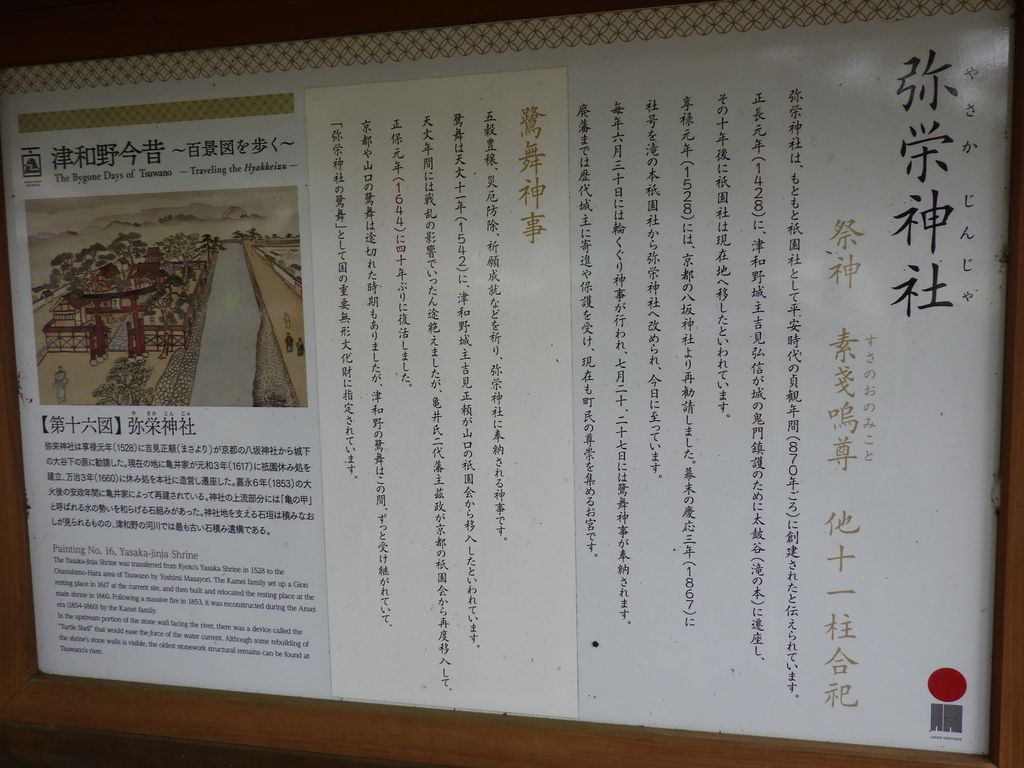 弥栄神社
やさか じんじゃ
祭神 素戔嗚尊 他十一柱合祀
すさのおのみこと
弥栄神社は、もともと祇園社として平安時代の貞観年間(870年ごろ)に創建されたと伝えられています。
正長元年(1428)に、津和野城主吉見弘信が城の鬼門鎮護のために太鼓谷(滝の本)に遷座し、
その十年後に祇園社は現在地へ移したといわれています。
享禄元年(1528)には、京都の八坂神社より再勧請しました。幕末の慶応三年(1867)に
社号を滝の本祇園社から弥栄神社へ改められ、今日に至っています。
毎年六月三十日には輪くぐり神事が行われ、七月二十、二十七日には鷺舞神事が奉納されます。
廃藩までは歴代城主に寄進や保護を受け、現在も町民の尊崇を集めるお宮です。
鷺舞神事
五穀豊穣、災厄防除、祈願成就などを祈り、弥栄神社に奉納される神事です。
鷺舞は天文十一年(1542)に、津和野城主吉見正頼が山口の祇園会から移入したといわれています。
天文年間には戦乱の影響でいったん途絶えましたが、亀井氏二代藩主茲政が京都の祇園会から再度移入して、
正保元年(1644)に四十年ぶりに復活しました。
京都や山口の鷺舞は途切れた時期もありましたが、津和野の鷺舞はこの間、ずっと受け継がれていて、
「弥栄神社の鷺舞」として国の重要無形文化財に指定されています。
津和野今昔 ～百景図を歩く～
The Bygone Days of Tsuwano — Traveling the Hyakkeizu —
【第十六図】弥栄神社
や さか じん じゃ
弥栄神社は享禄元年(1528)に吉見正頼(まさより)が京都の八坂神社から城下
の大谷下の原に勧請した。現在の地に亀井家が元和3年(1617)に祇園休み処を
建立、万治3年(1660)に休み処を本社に造営し遷座した。嘉永6年(1853)の大
火後の安政年間に亀井家によって再建されている。神社の上流部分には「亀の甲」
と呼ばれる水の勢いを和らげる石組みがあった。神社地を支える石垣は積みなお
しが見られるものの、津和野の河川では最も古い石積み遺構である。
Painting No. 16, Yasaka-jinja Shrine
The Yasaka-jinja Shrine was transferred from Kyoto's Yasaka Shrine in 1528 to the
Otanishimo-Hara area of Tsuwano by Yoshimi Masayori. The Kamei family set up a Gion
resting place in 1617 at the current site, and then built and relocated the resting place at the
main shrine in 1660. Following a massive fire in 1853, it was reconstructed during the Ansei
era (1854-1860) by the Kamei family.
In the upstream portion of the stone wall facing the river, there was a device called the
"Turtle Shell" that would ease the force of the water current. Although some rebuilding of
the shrine's stone walls is visible, the oldest stonework structural remains can be found at
Tsuwano's river.
JAPAN HERITAGE